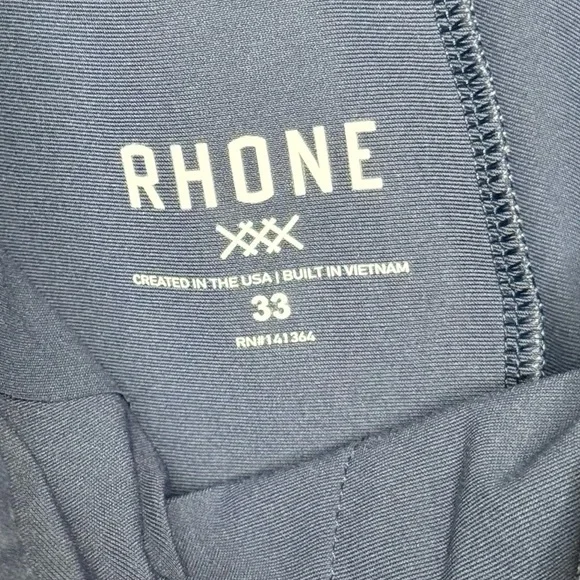 RHONE
CREATED IN THE USA | BUILT IN VIETNAM
33
RN#141364